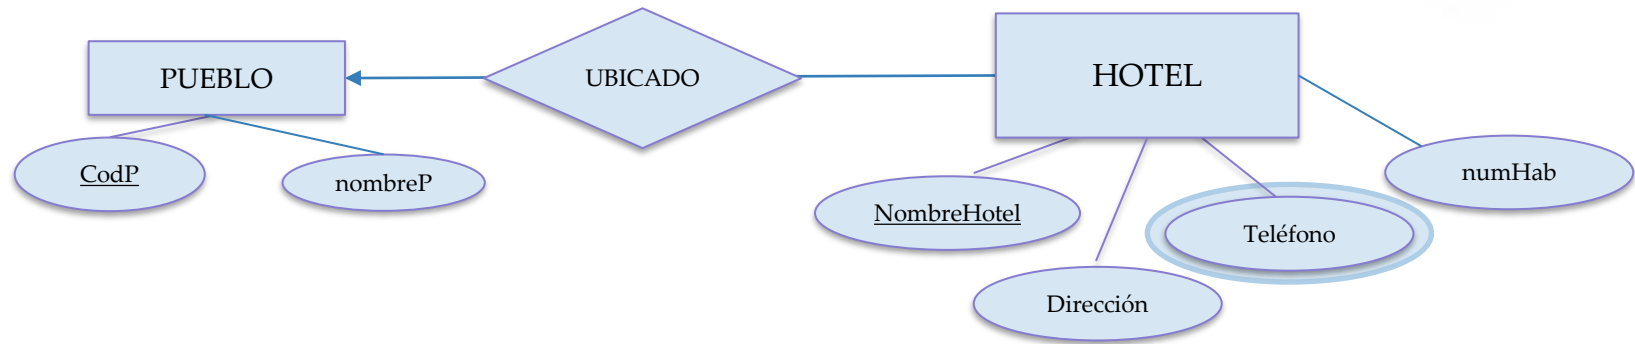 PUEBLO
UBICADO
HOTEL
CodP
nombreP
NombreHotel
Dirección
Teléfono
numHab